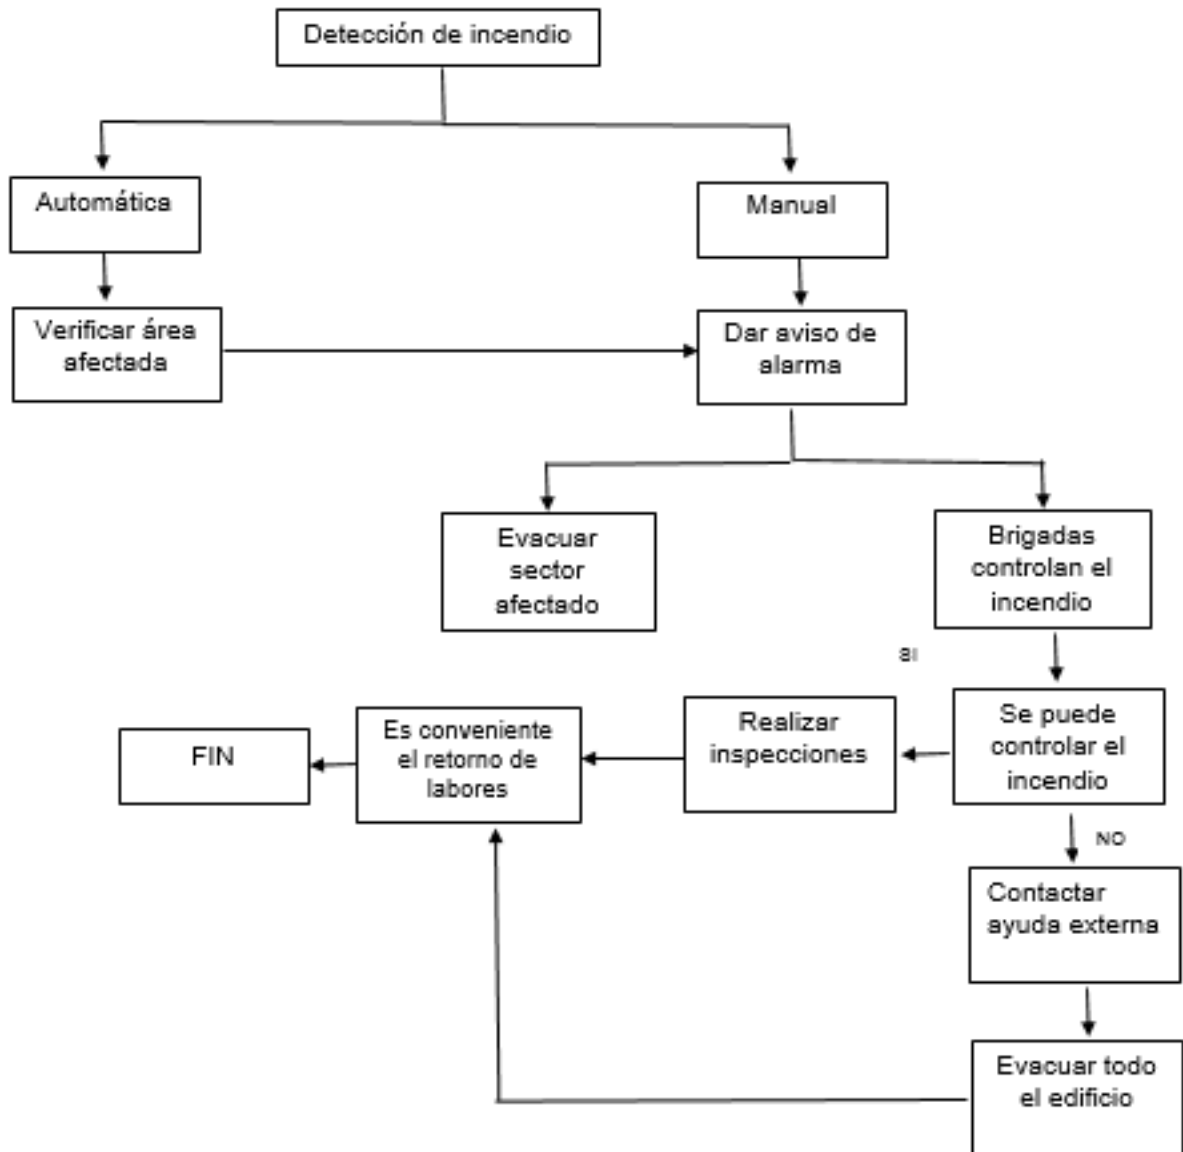 Detección de incendio
Automática
Manual
Verificar área
afectada
Dar aviso de
alarma
Evacuar
sector
afectado
Brigadas
controlan el
incendio
SI
Se puede
controlar el
incendio
Realizar
inspecciones
Es conveniente
el retorno de
labores
FIN
NO
Contactar
ayuda externa
Evacuar todo
el edificio